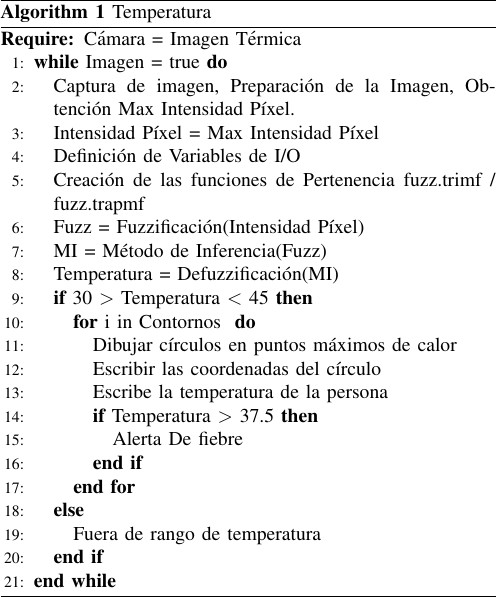 Algorithm 1 Temperatura
Require: Cámara = Imagen Térmica
1: while Imagen = true do
2: Captura de imagen, Preparación de la Imagen, Ob-
tención Max Intensidad Píxel.
3: Intensidad Píxel = Max Intensidad Píxel
4: Definición de Variables de I/O
5: Creación de las funciones de Pertenencia fuzz.trimf /
fuzz.trapmf
6: Fuzz = Fuzzificación(Intensidad Píxel)
7: MI = Método de Inferencia(Fuzz)
8: Temperatura = Defuzzificación(MI)
9: if 30 > Temperatura < 45 then
10: for i in Contornos do
11: Dibujar círculos en puntos máximos de calor
12: Escribir las coordenadas del círculo
13: Escribe la temperatura de la persona
14: if Temperatura > 37.5 then
15: Alerta De fiebre
16: end if
17: end for
18: else
19: Fuera de rango de temperatura
20: end if
21: end while